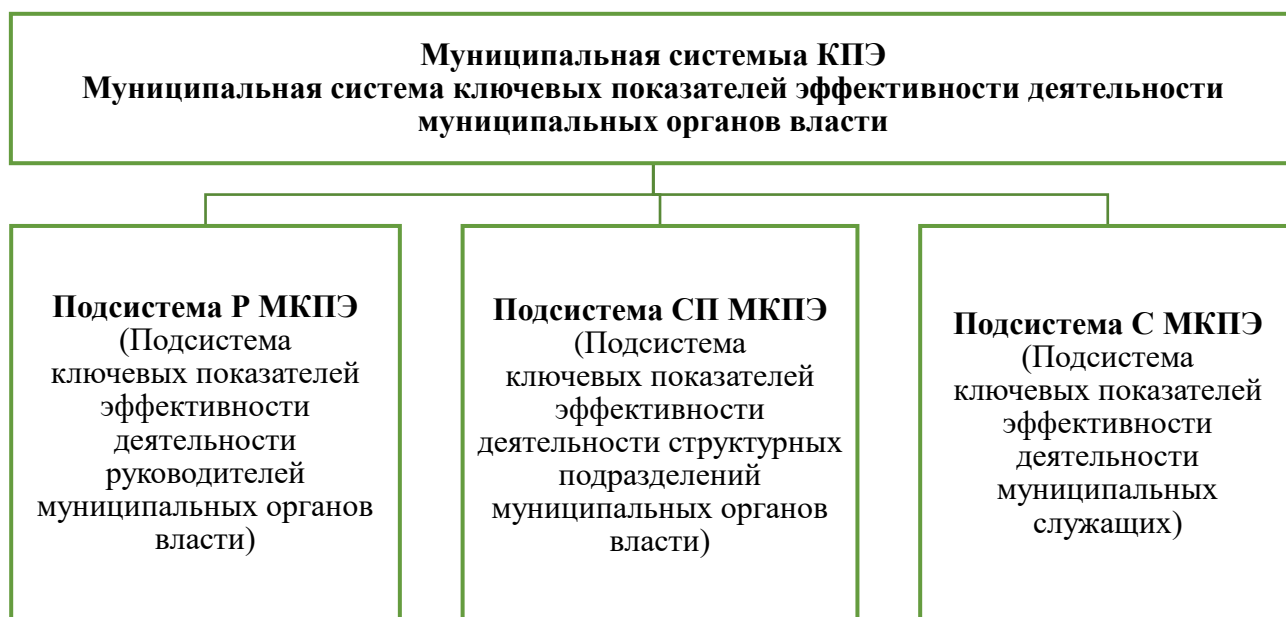 Муниципальная системыа КПЭ
Муниципальная система ключевых показателей эффективности деятельности
муниципальных органов власти
Подсистема Р МКПЭ
(Подсистема
ключевых показателей
эффективности
деятельности
руководителей
муниципальных органов
власти)
Подсистема СП МКПЭ
(Подсистема
ключевых показателей
эффективности
деятельности структурных
подразделений
муниципальных органов
власти)
Подсистема С МКПЭ
(Подсистема
ключевых показателей
эффективности
деятельности
муниципальных
служащих)